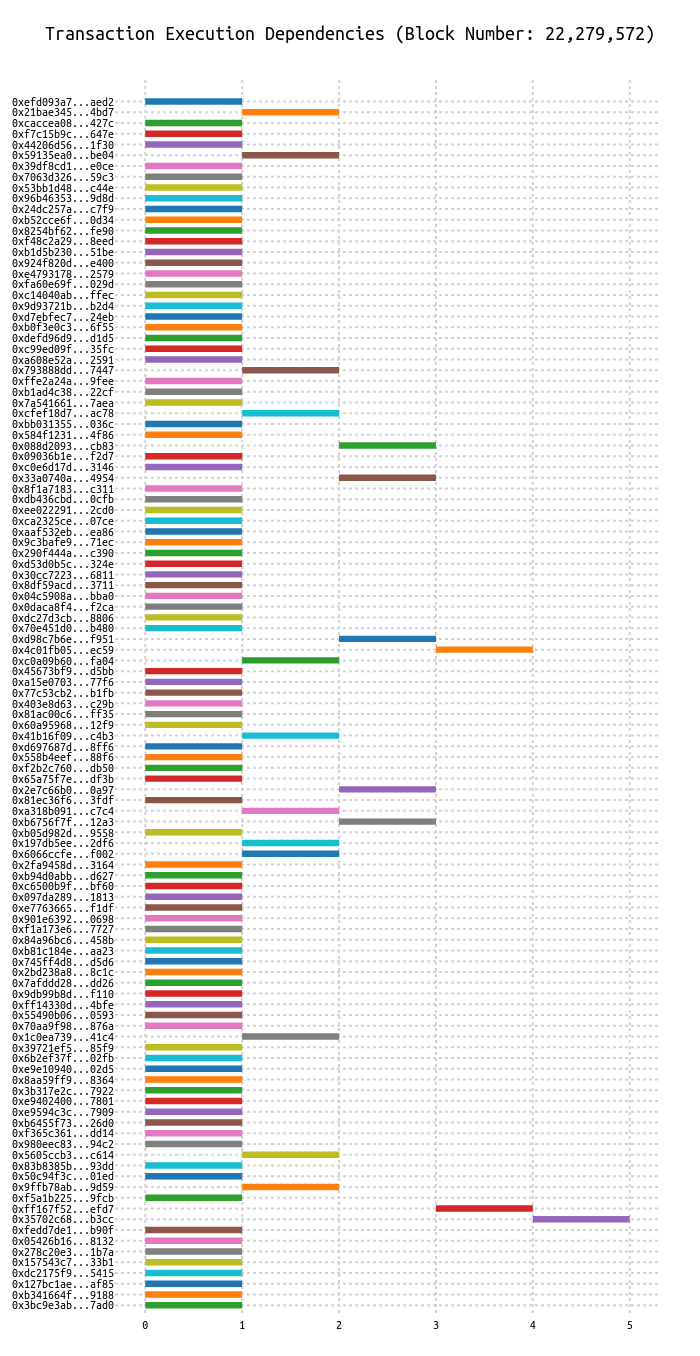 Transaction Execution Dependencies (Block Number: 22,279,572)
0xefd093a7...aed2
0x21bae345...4bd7
0xcaccea08...427c
0xf7c15b9c...647e
0x44206d56...1f30
0x59135ea0...be04
0x39df8cd1...e0ce
0x7063d326...59c3
0x53bb1d48...c44e
0x96b46353...9d8d
0x24dc257a...c7f9
0xb52cce6f...0d34
0x8254bf62...fe90
0xf48c2a29...8eed
0xb1d5b230...51be
0x924f820d...e400
0xe4793178...2579
0xfa60e69f...029d
0xc14040ab...ffec
0x9d93721b...b2d4
0xd7ebfec7...24eb
0xb0f3e0c3...6f55
0xdefd96d9...d1d5
0xc99ed09f...35fc
0xa608e52a...2591
0x793888dd...7447
0xffe2a24a...9fee
0xb1ad4c38...22cf
0x7a541661...7aea
0xcfef18d7...ac78
0xbb031355...036c
0x584f1231...4f86
0x088d2093...cb83
0x09036b1e...f2d7
0xc0e6d17d...3146
0x33a0740a...4954
0x8f1a7183...c311
0xdb436cbd...0cfb
0xee022291...2cd0
0xca2325ce...07ce
0xaaf532eb...ea86
0x9c3bafe9...71ec
0x290f444a...c390
0xd53d0b5c...324e
0x30cc7223...6811
0x8df59acd...3711
0x04c5908a...bba0
0x0daca8f4...f2ca
0xdc27d3cb...8806
0x70e451d0...b480
0xd98c7b6e...f951
0x4c01fb05...ec59
0xc0a09b60...fa04
0x45673bf9...d5bb
0xa15e0703...77f6
0x77c53cb2...b1fb
0x403e8d63...c29b
0x81ac00c6...ff35
0x60a95968...12f9
0x41b16f09...c4b3
0xd697687d...8ff6
0x558b4eef...88f6
0xf2b2c760...db50
0x65a75f7e...df3b
0x2e7c66b0...0a97
0x81ec36f6...3fdf
0xa318b091...c7c4
0xb6756f7f...12a3
0xb05d982d...9558
0x197db5ee...2df6
0x6066ccfe...f002
0x2fa9458d...3164
0xb94d0abb...d627
0xc6500b9f...bf60
0x097da289...1813
0xe7763665...f1df
0x901e6392...0698
0xf1a173e6...7727
0x84a96bc6...458b
0xb81c184e...aa23
0x745ff4d8...d5d6
0x2bd238a8...8c1c
0x7afddd28...dd26
0x9db99b8d...f110
0xff14330d...4bfe
0x55490b06...0593
0x70aa9f98...876a
0x1c0ea739...41c4
0x39721ef5...85f9
0x6b2ef37f...02fb
0xe9e10940...02d5
0x8aa59ff9...8364
0x3b317e2c...7922
0xe9402400...7801
0xe9594c3c...7909
0xb6455f73...26d0
0xf365c361...dd14
0x980eec83...94c2
0x5605ccb3...c614
0x83b8385b...93dd
0x50c94f3c...01ed
0x9ffb78ab...9d59
0xf5a1b225...9fcb
0xff167f52...efd7
0x35702c68...b3cc
0xfedd7de1...b90f
0x05426b16...8132
0x278c20e3...1b7a
0x157543c7...33b1
0xdc2175f9...5415
0x127bc1ae...af85
0xb341664f...9188
0x3bc9e3ab...7ad0
0 1 2 3 4 5